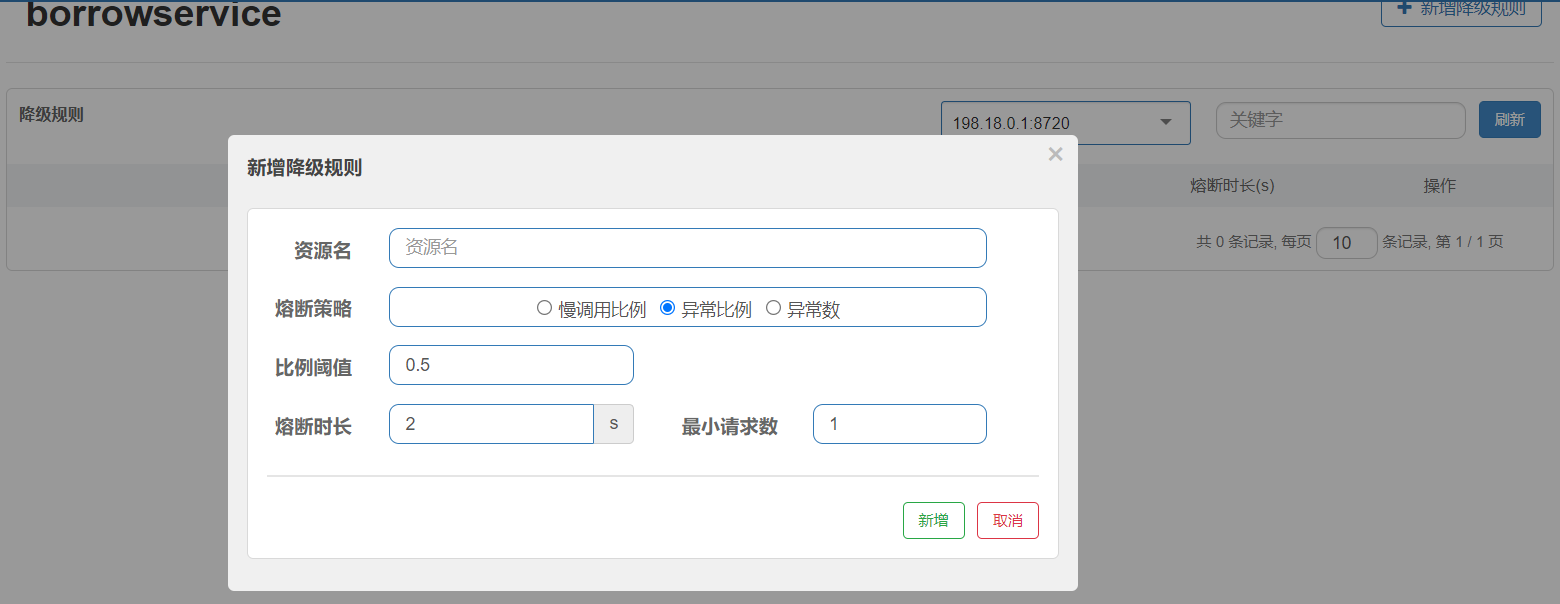 borrowservice
新增降级规则
降级规则
198.18.0.1:8720
关键字
刷新
熔断时长(s)
操作
共 0 条记录, 每页 10 条记录, 第 1 / 1 页
新增降级规则
资源名
资源名
熔断策略
慢调用比例 异常比例 异常数
比例阈值
0.5
熔断时长
2 s
最小请求数
1
新增
取消